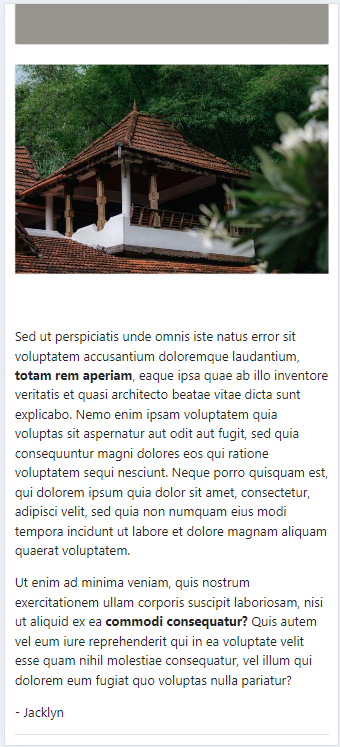 Sed ut perspiciatis unde omnis iste natus error sit
voluptatem accusantium doloremque laudantium,
totam rem aperiam, eaque ipsa quae ab illo inventore
veritatis et quasi architecto beatae vitae dicta sunt
explicabo. Nemo enim ipsam voluptatem quia
voluptas sit aspernatur aut odit aut fugit, sed quia
consequuntur magni dolores eos qui ratione
voluptatem sequi nesciunt. Neque porro quisquam est,
qui dolorem ipsum quia dolor sit amet, consectetur,
adipisci velit, sed quia non numquam eius modi
tempora incidunt ut labore et dolore magnam aliquam
quaerat voluptatem.
Ut enim ad minima veniam, quis nostrum
exercitationem ullam corporis suscipit laboriosam, nisi
ut aliquid ex ea commodi consequatur? Quis autem
vel eum iure reprehenderit qui in ea voluptate velit
esse quam nihil molestiae consequatur, vel illum qui
dolorem eum fugiat quo voluptas nulla pariatur?
- Jacklyn